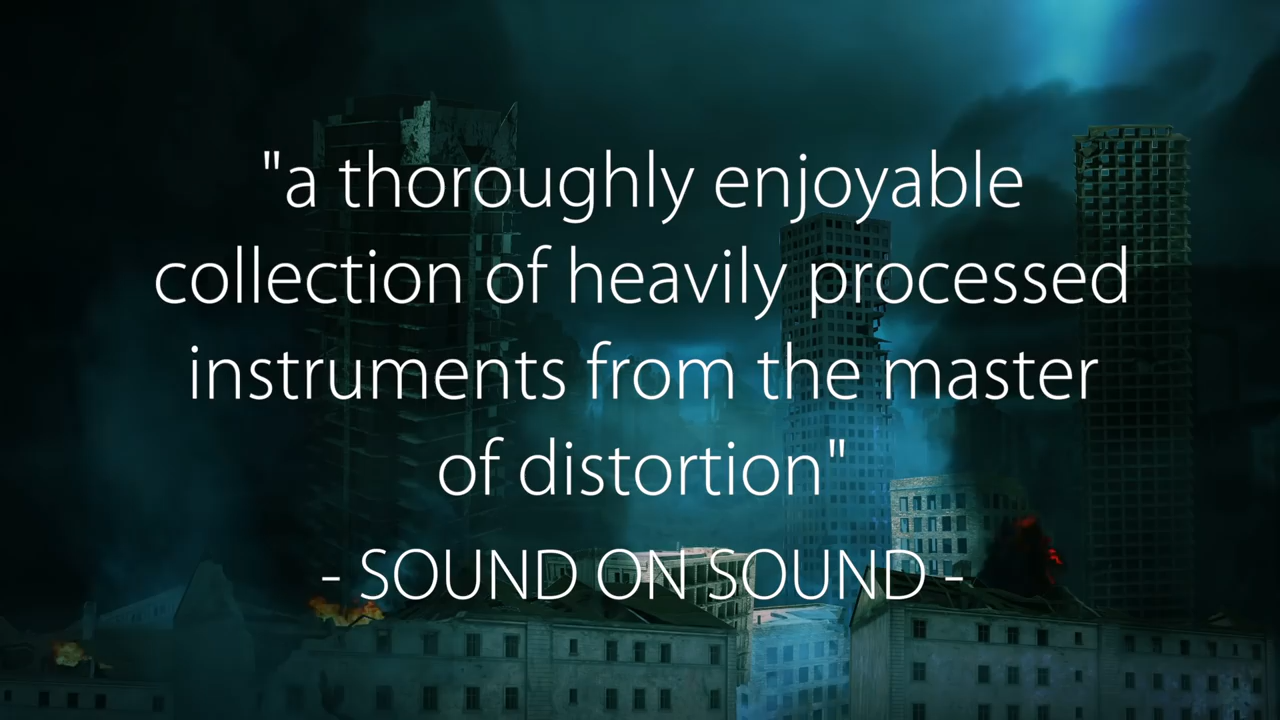 "a thoroughly enjoyable
collection of heavily processed
instruments from the master
of distortion"
- SOUND ON SOUND -